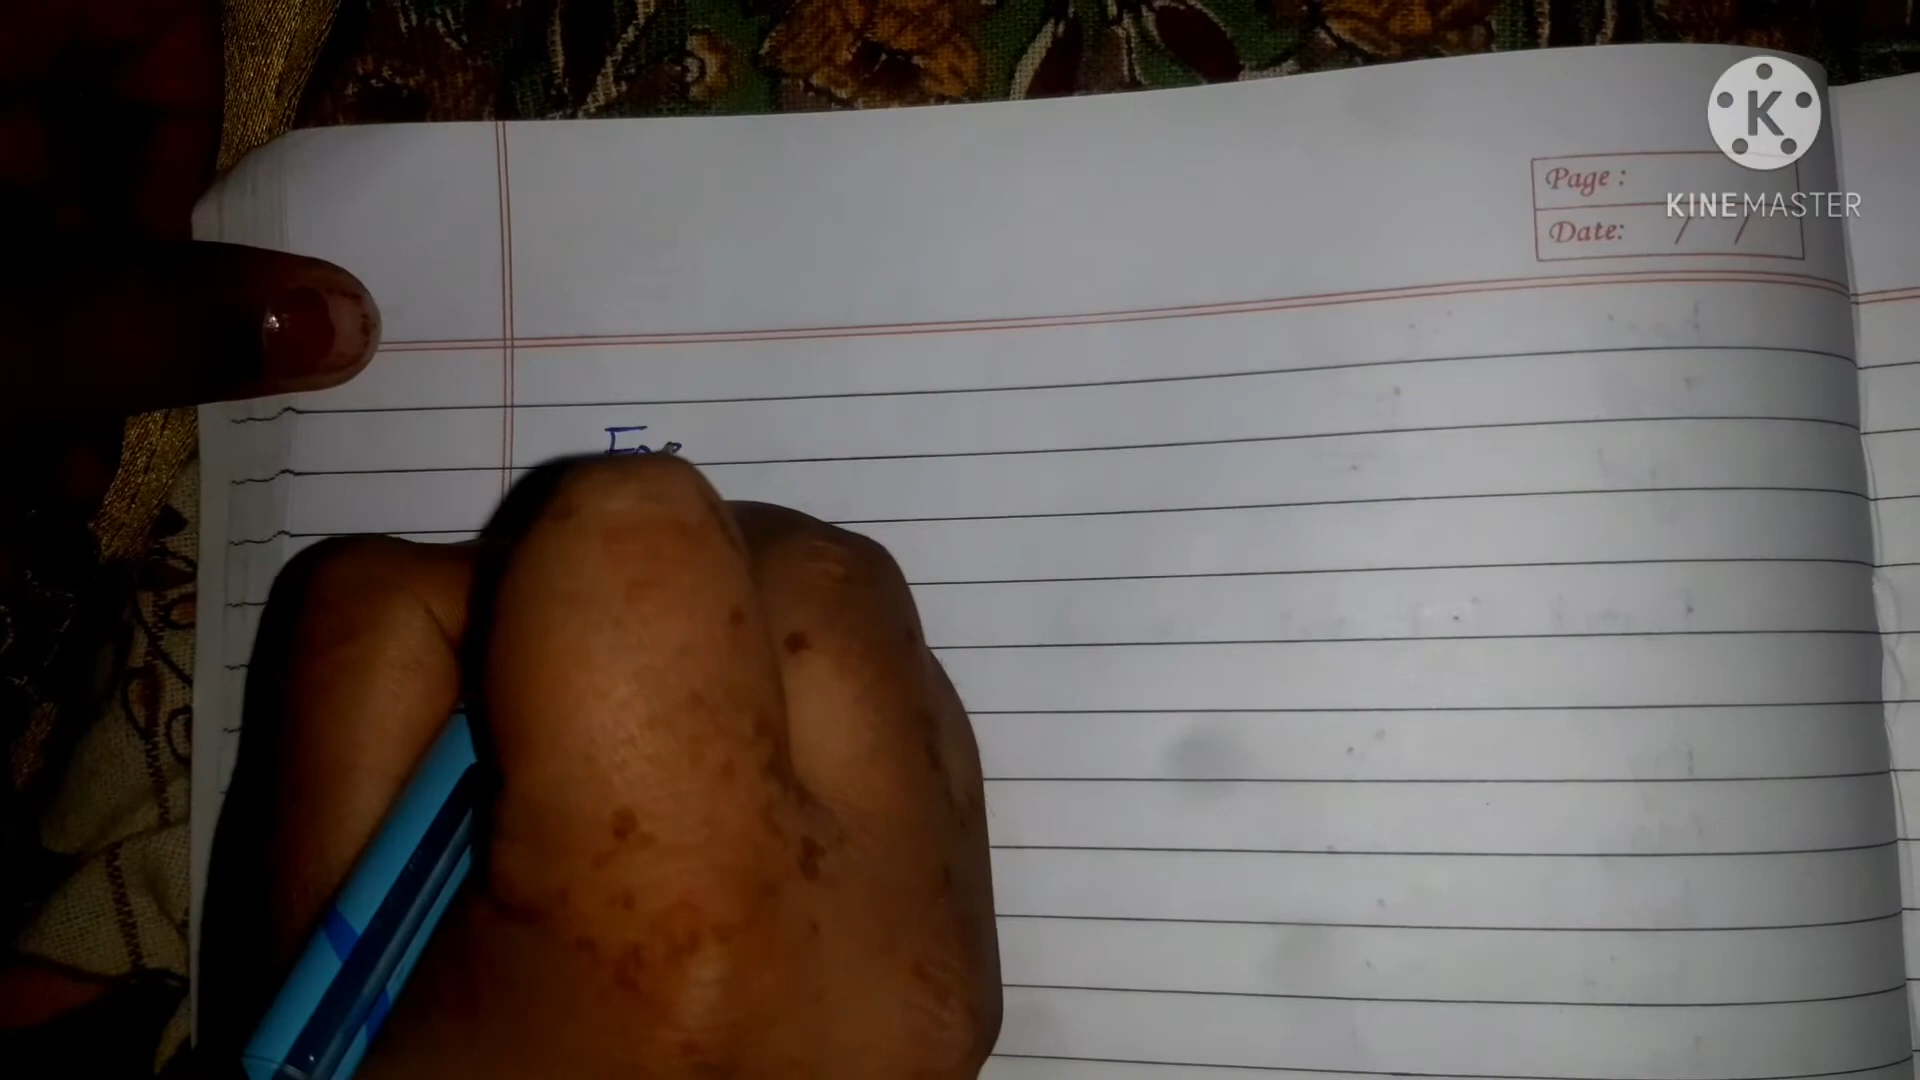 K
KINEMASTER
Page :
Date: / /